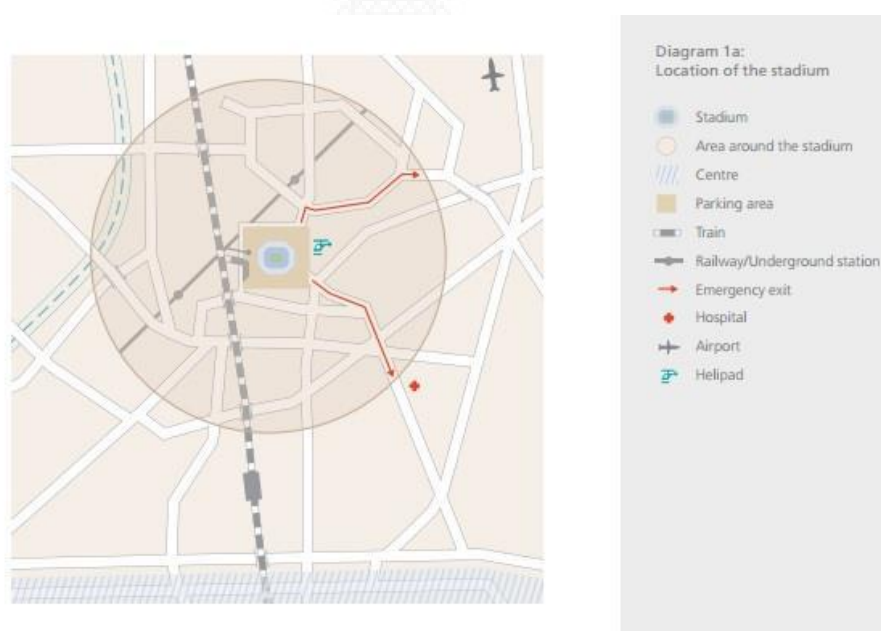 Diagram 1a:
Location of the stadium
Stadium
Area around the stadium
Centre
Parking area
Train
Railway/Underground station
Emergency exit
Hospital
Airport
Helipad